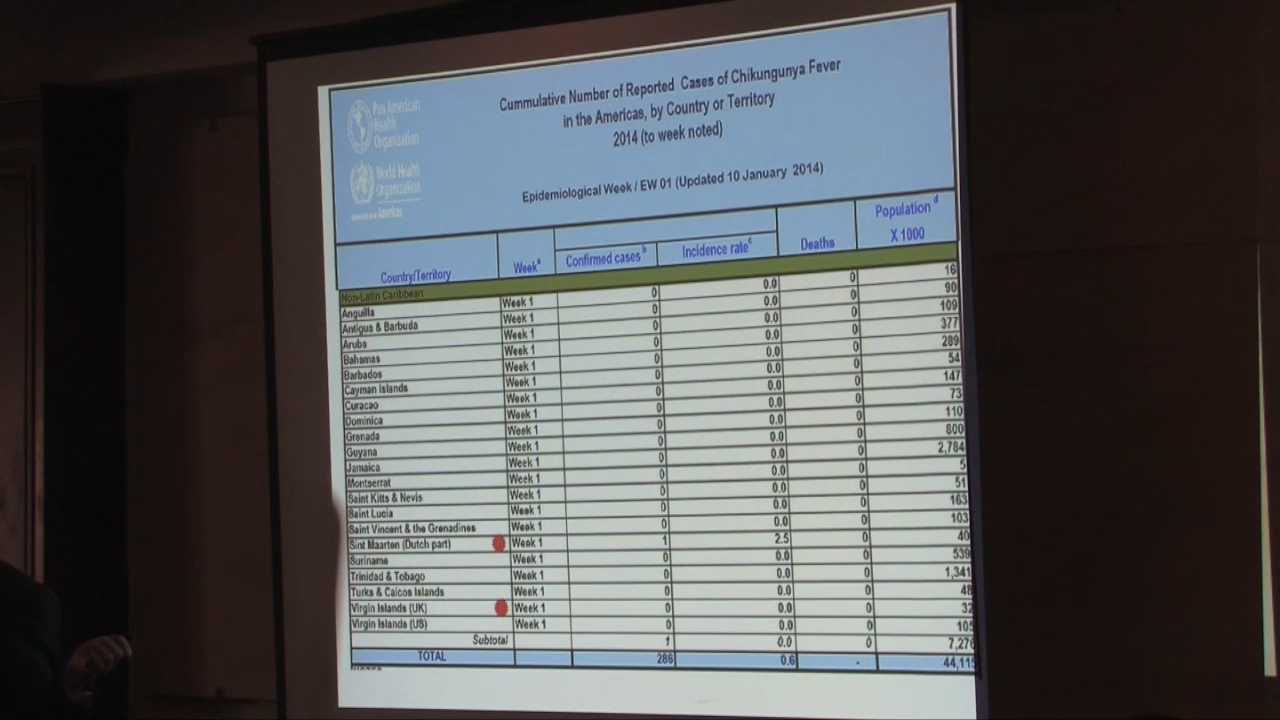 Pan American
Health
Organization
World Health
Organization
Americas
Cummulative Number of Reported Cases of Chikungunya Fever
in the Americas, by Country or Territory
2014 (to week noted)
Epidemiological Week / EW 01 (Updated 10 January 2014)
Country/Territory Week a Confirmed cases b Incidence rate c Deaths Population d X 1000
Non-Latin Caribbean
Anguilla Week 1 0 0.0 0 16
Antigua & Barbuda Week 1 0 0.0 0 90
Aruba Week 1 0 0.0 0 109
Bahamas Week 1 0 0.0 0 377
Barbados Week 1 0 0.0 0 289
Cayman Islands Week 1 0 0.0 0 54
Curacao Week 1 0 0.0 0 147
Dominica Week 1 0 0.0 0 73
Grenada Week 1 0 0.0 0 110
Guyana Week 1 0 0.0 0 800
Jamaica Week 1 0 0.0 0 2,784
Montserrat Week 1 0 0.0 0 5
Saint Kitts & Nevis Week 1 0 0.0 0 51
Saint Lucia Week 1 0 0.0 0 163
Saint Vincent & the Grenadines Week 1 0 0.0 0 103
Sint Maarten (Dutch part) Week 1 1 2.5 0 40
Suriname Week 1 0 0.0 0 539
Trinidad & Tobago Week 1 0 0.0 0 1,341
Turks & Caicos Islands Week 1 0 0.0 0 48
Virgin Islands (UK) Week 1 0 0.0 0 32
Virgin Islands (US) Week 1 0 0.0 0 105
Subtotal 1 0.0 0 7,276
TOTAL 286 0.6 - 44,115